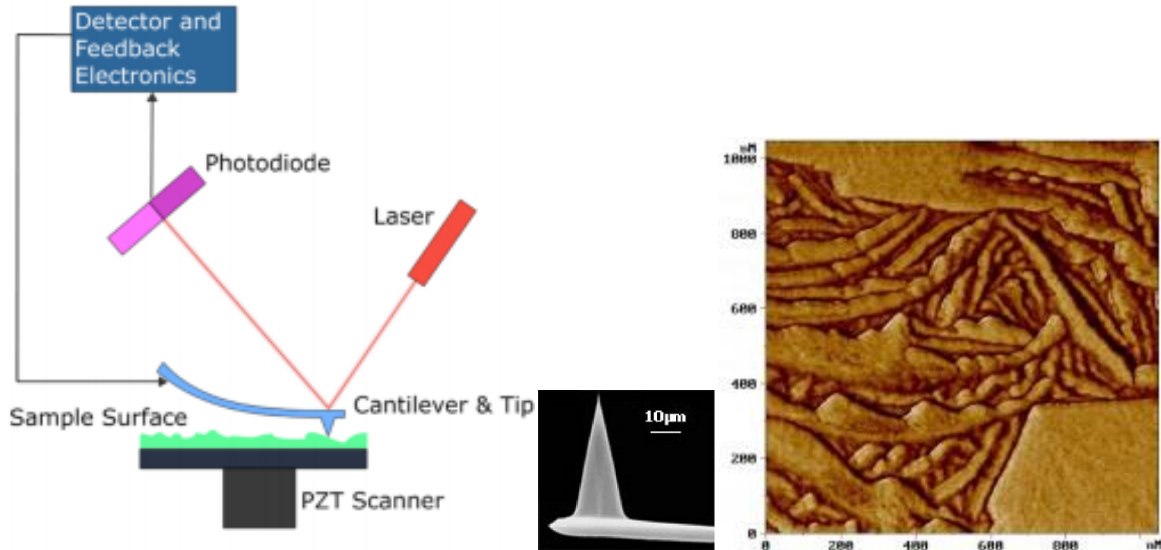 Detector and
Feedback
Electronics
Photodiode
Laser
Cantilever & Tip
Sample Surface
PZT Scanner
10μm
nM
1000
800
600
400
200
0
0
200
400
600
800
nM